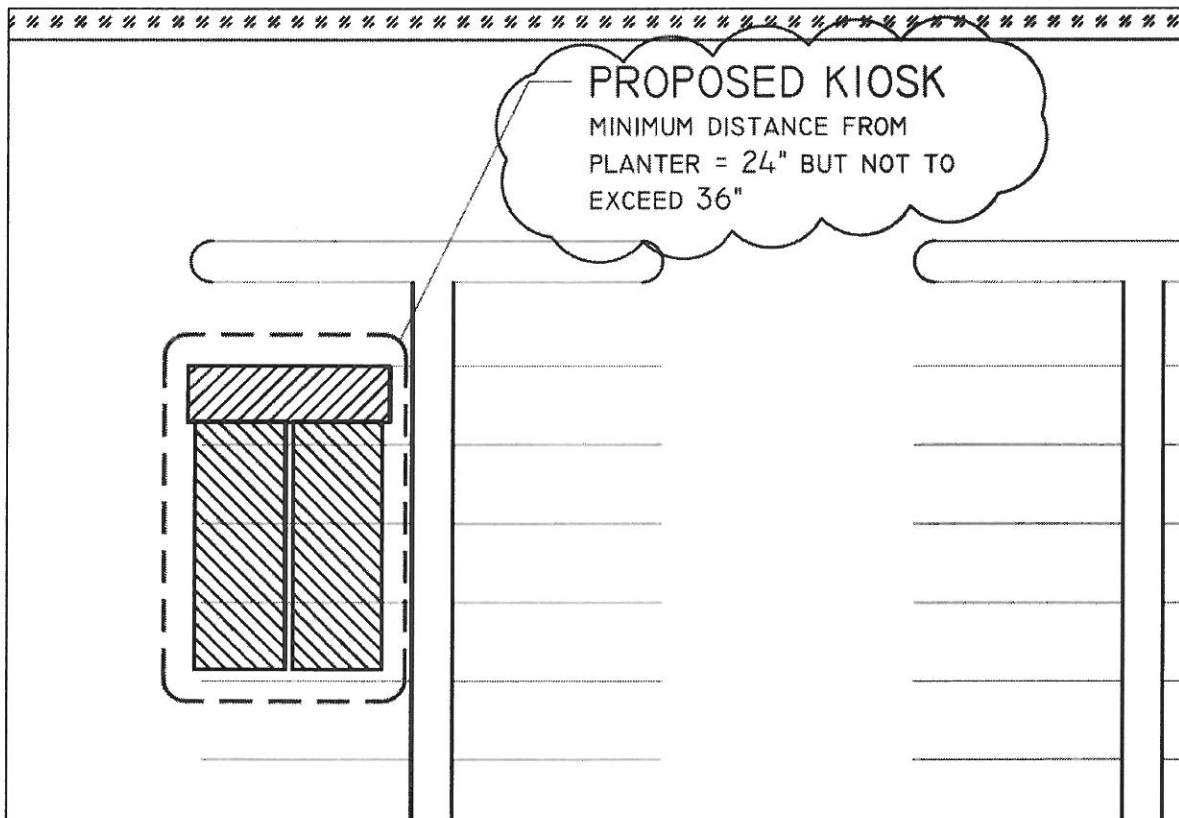 PROPOSED KIOSK
MINIMUM DISTANCE FROM
PLANTER = 24" BUT NOT TO
EXCEED 36"